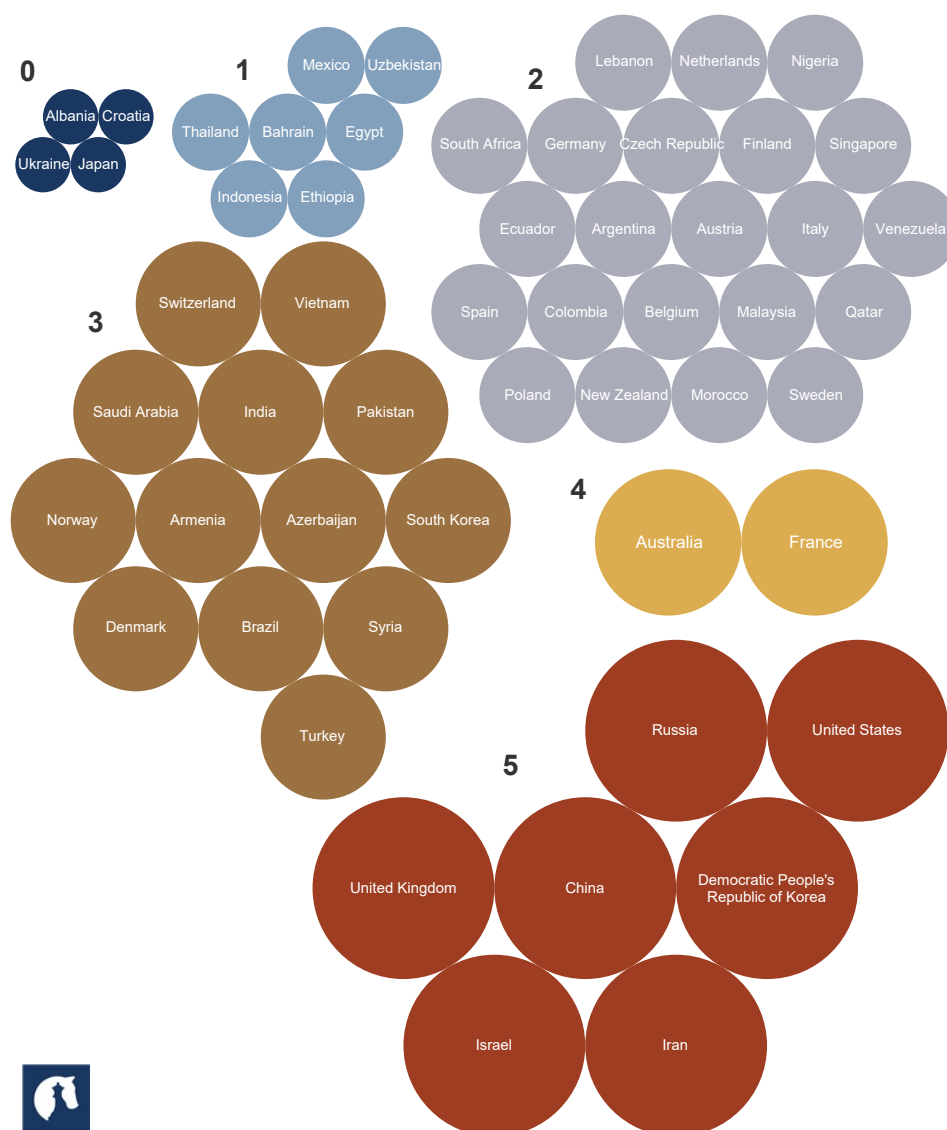 0
Albania
Croatia
Ukraine
Japan
1
Mexico
Uzbekistan
Thailand
Bahrain
Egypt
Indonesia
Ethiopia
2
Lebanon
Netherlands
Nigeria
South Africa
Germany
Czech Republic
Finland
Singapore
Ecuador
Argentina
Austria
Italy
Venezuela
Spain
Colombia
Belgium
Malaysia
Qatar
Poland
New Zealand
Morocco
Sweden
3
Switzerland
Vietnam
Saudi Arabia
India
Pakistan
Norway
Armenia
Azerbaijan
South Korea
Denmark
Brazil
Syria
Turkey
4
Australia
France
5
Russia
United States
United Kingdom
China
Democratic People's
Republic of Korea
Israel
Iran